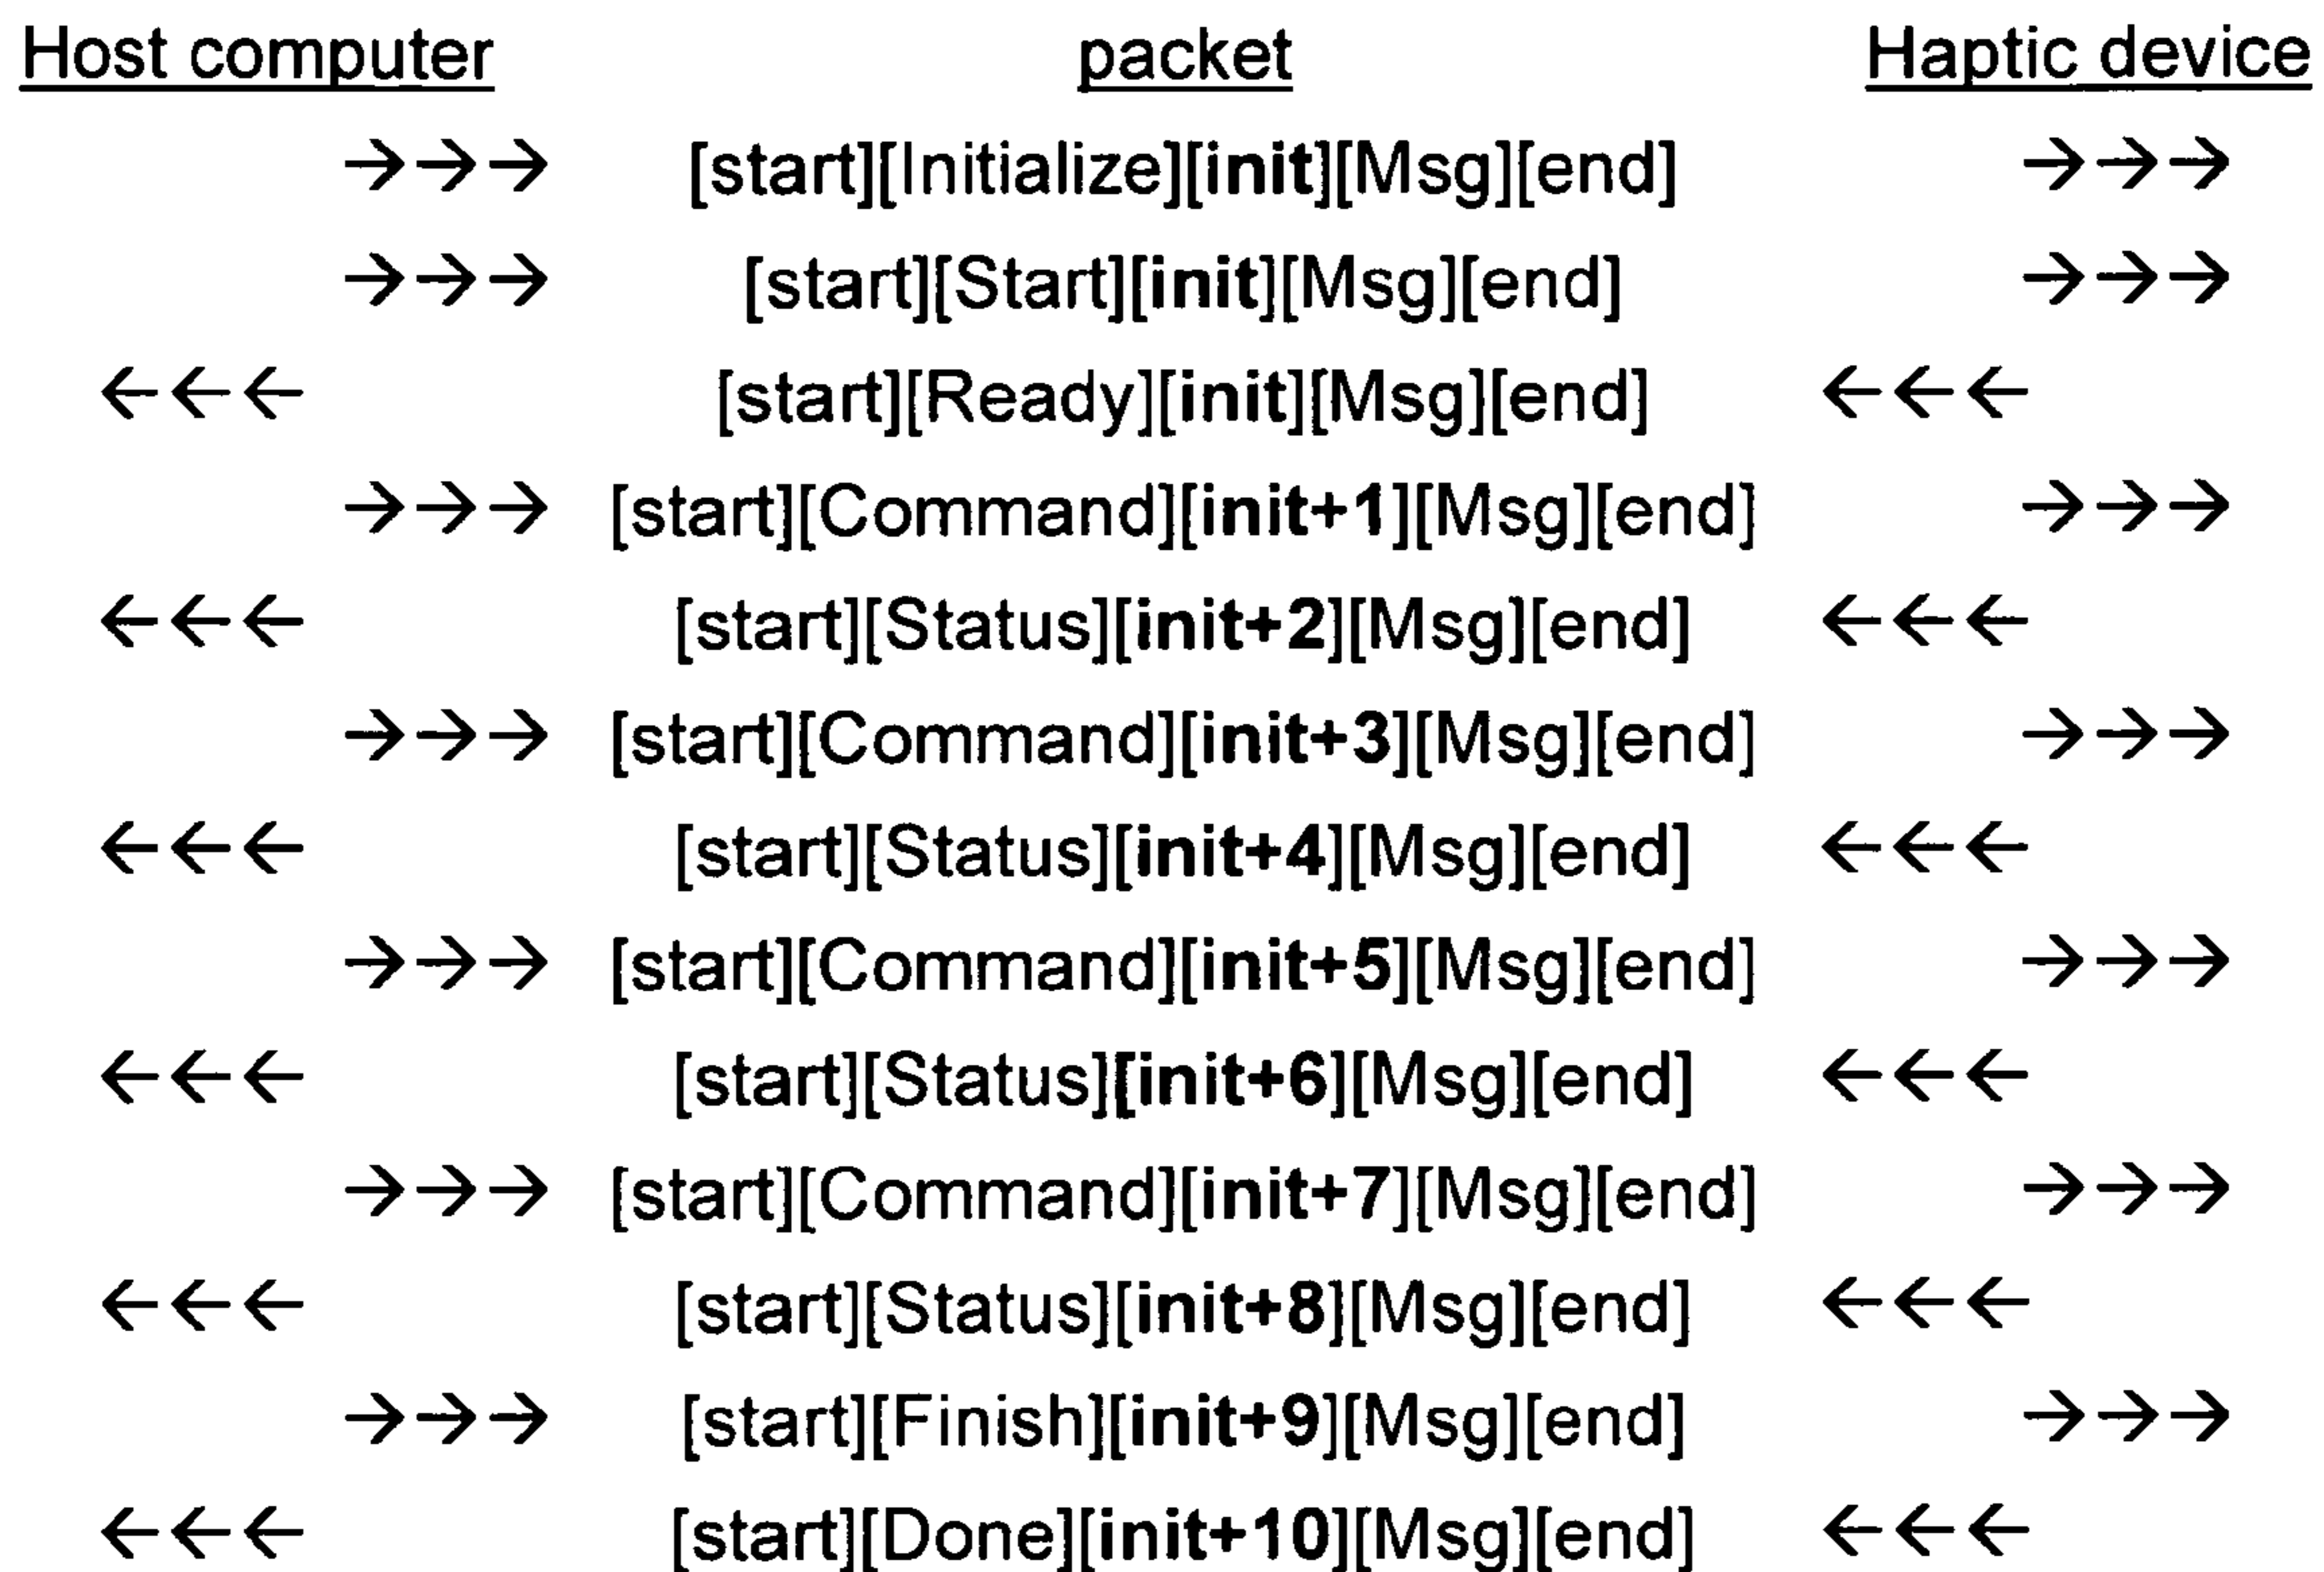 Host computer packet Haptic device
→→→ [start][Initialize][init][Msg][end] →→→
→→→ [start][Start][init][Msg][end] →→→
←←← [start][Ready][init][Msg][end] ←←←
→→→ [start][Command][init+1][Msg][end] →→→
←←← [start][Status][init+2][Msg][end] ←←←
→→→ [start][Command][init+3][Msg][end] →→→
←←← [start][Status][init+4][Msg][end] ←←←
→→→ [start][Command][init+5][Msg][end] →→→
←←← [start][Status][init+6][Msg][end] ←←←
→→→ [start][Command][init+7][Msg][end] →→→
←←← [start][Status][init+8][Msg][end] ←←←
→→→ [start][Finish][init+9][Msg][end] →→→
←←← [start][Done][init+10][Msg][end] ←←←